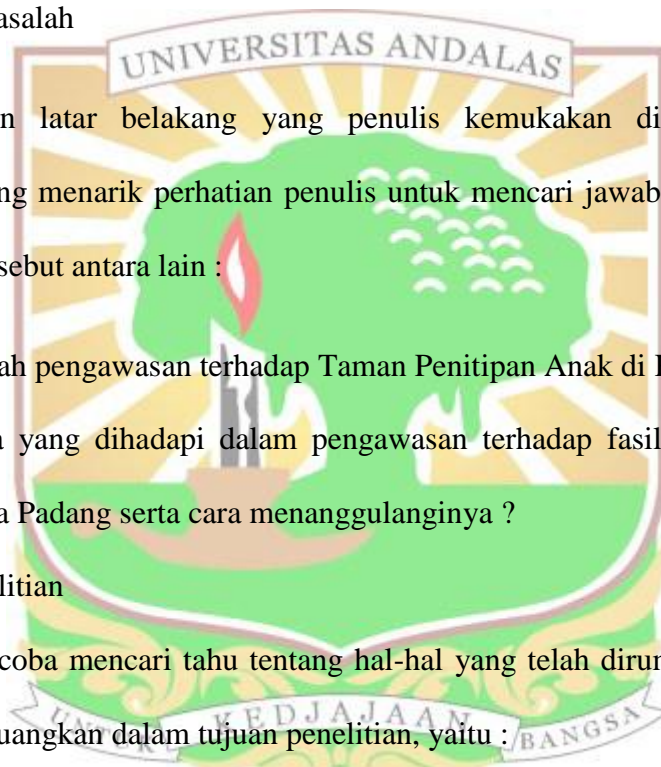 asalah
UNIVERSITAS ANDALAS
n latar belakang yang penulis kemukakan di
ng menarik perhatian penulis untuk mencari jawab
sebut antara lain :
ah pengawasan terhadap Taman Penitipan Anak di
a yang dihadapi dalam pengawasan terhadap fasil
a Padang serta cara menanggulanginya ?
litian
coba mencari tahu tentang hal-hal yang telah dirur
uangkan dalam tujuan penelitian, yaitu :
UNTUK KEDJAJAAN BANGSA